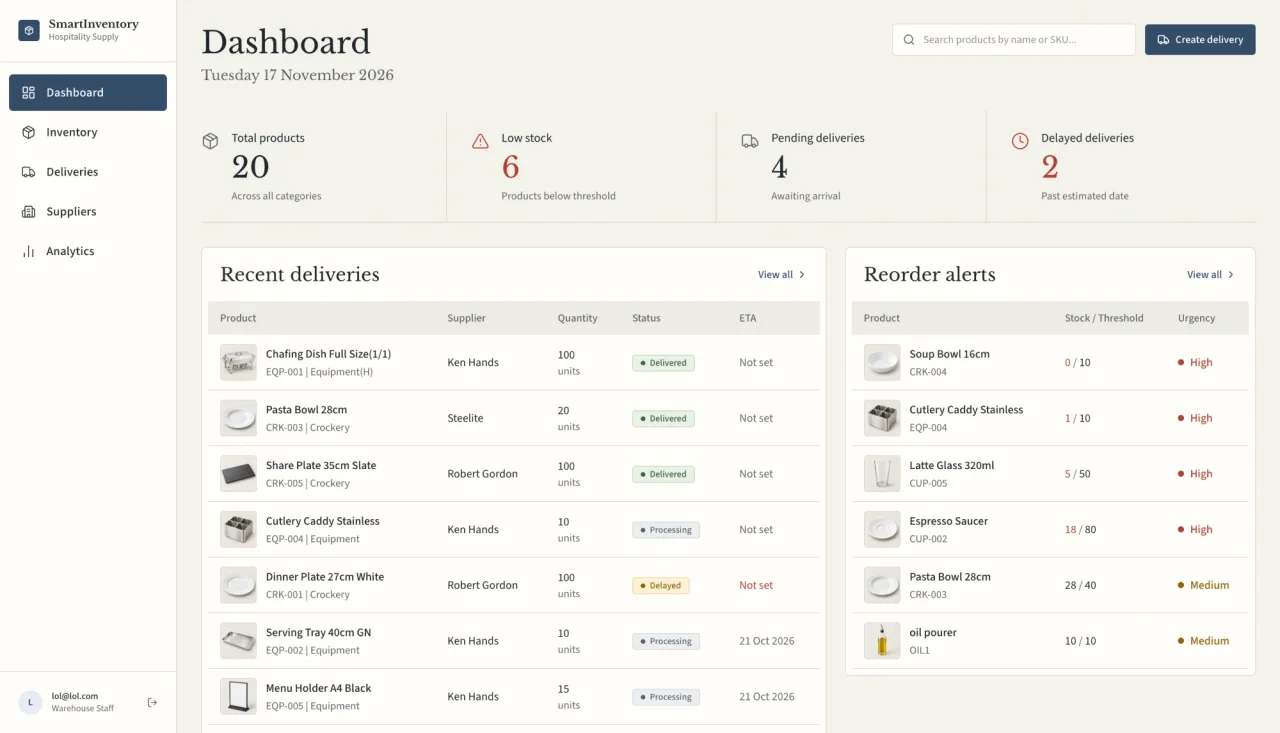 SmartInventory
Hospitality Supply
Dashboard
Inventory
Deliveries
Suppliers
Analytics
L
lol@lol.com
Warehouse Staff
Dashboard
Tuesday 17 November 2026
Search products by name or SKU...
Create delivery
Total products
20
Across all categories
Low stock
6
Products below threshold
Pending deliveries
4
Awaiting arrival
Delayed deliveries
2
Past estimated date
Recent deliveries
View all
Product Supplier Quantity Status ETA
Chafing Dish Full Size(1/1)
EQP-001 | Equipment(H)
Ken Hands
100
units
Delivered
Not set
Pasta Bowl 28cm
CRK-003 | Crockery
Steelite
20
units
Delivered
Not set
Share Plate 35cm Slate
CRK-005 | Crockery
Robert Gordon
100
units
Delivered
Not set
Cutlery Caddy Stainless
EQP-004 | Equipment
Ken Hands
10
units
Processing
Not set
Dinner Plate 27cm White
CRK-001 | Crockery
Robert Gordon
100
units
Delayed
Not set
Serving Tray 40cm GN
EQP-002 | Equipment
Ken Hands
10
units
Processing
21 Oct 2026
Menu Holder A4 Black
EQP-005 | Equipment
Ken Hands
15
units
Processing
21 Oct 2026
Reorder alerts
View all
Product Stock / Threshold Urgency
Soup Bowl 16cm
CRK-004
0 / 10
High
Cutlery Caddy Stainless
EQP-004
1 / 10
High
Latte Glass 320ml
CUP-005
5 / 50
High
Espresso Saucer
CUP-002
18 / 80
High
Pasta Bowl 28cm
CRK-003
28 / 40
Medium
oil pourer
OIL1
10 / 10
Medium